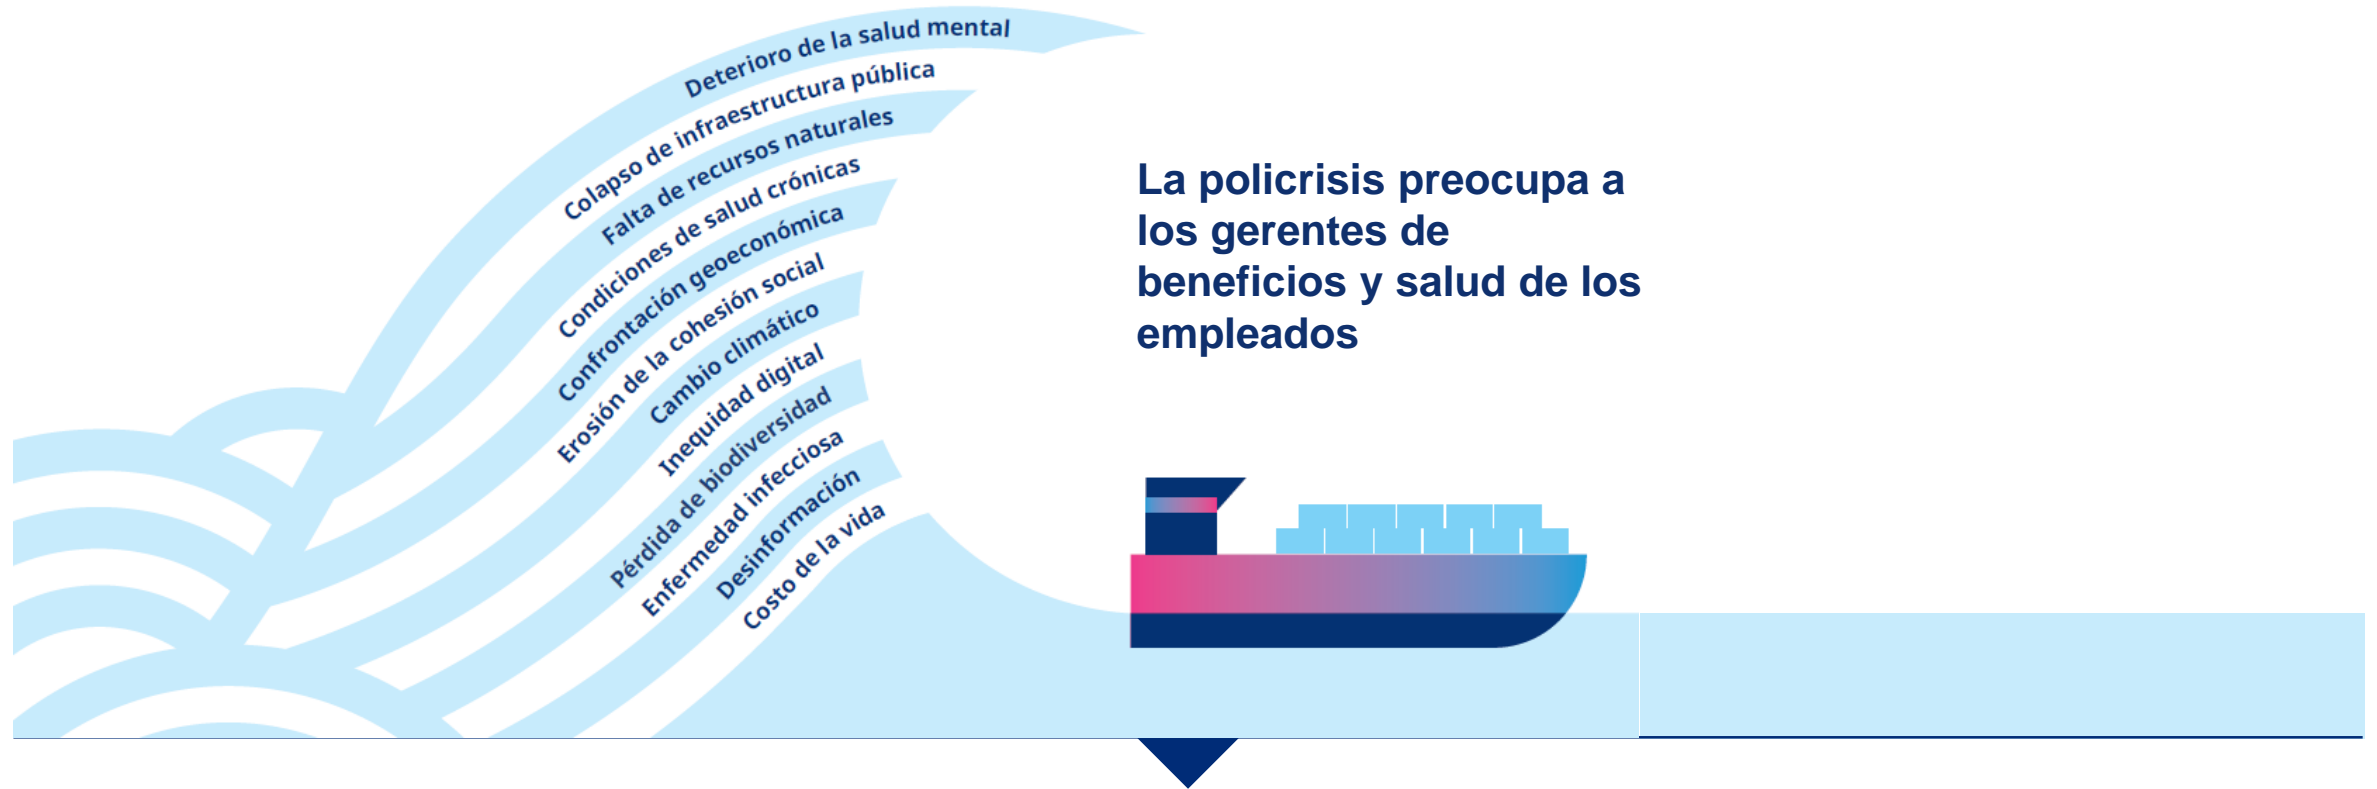 Deterioro de la salud mental
Colapso de infraestructura pública
Falta de recursos naturales
Condiciones de salud crónicas
Confrontación geoeconómica
Erosión de la cohesión social
Cambio climático
Inequidad digital
Pérdida de biodiversidad
Enfermedad infecciosa
Desinformación
Costo de la vida
La policrisis preocupa a
los gerentes de
beneficios y salud de los
empleados